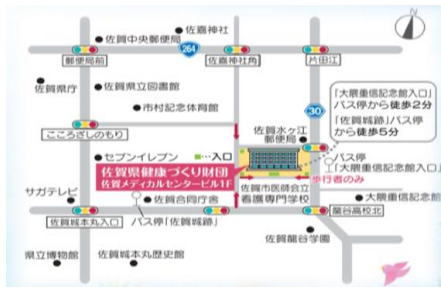 佐嘉神社
佐賀中央郵便局
264
郵便局前
佐嘉神社角
片田江
佐賀県庁
佐賀県立図書館
市村記念体育館
「大隈重信記念館入口」
バス停から徒歩2分
「佐賀城跡」バス停
から徒歩5分
30
こころざしのもり
佐賀水ヶ江
郵便局
セブンイレブン
…入口
バス停
「大隈重信記念館入口」
佐賀県健康づくり財団
佐賀メディカルセンタービル1F
歩行者のみ
サガテレビ
佐賀合同庁舎
佐賀市医師会立
看護専門学校
大隈重信記念館
佐賀城本丸入口
バス停「佐賀城跡」
龍谷高校北
佐賀龍谷学園
県立博物館
佐賀城本丸歴史館